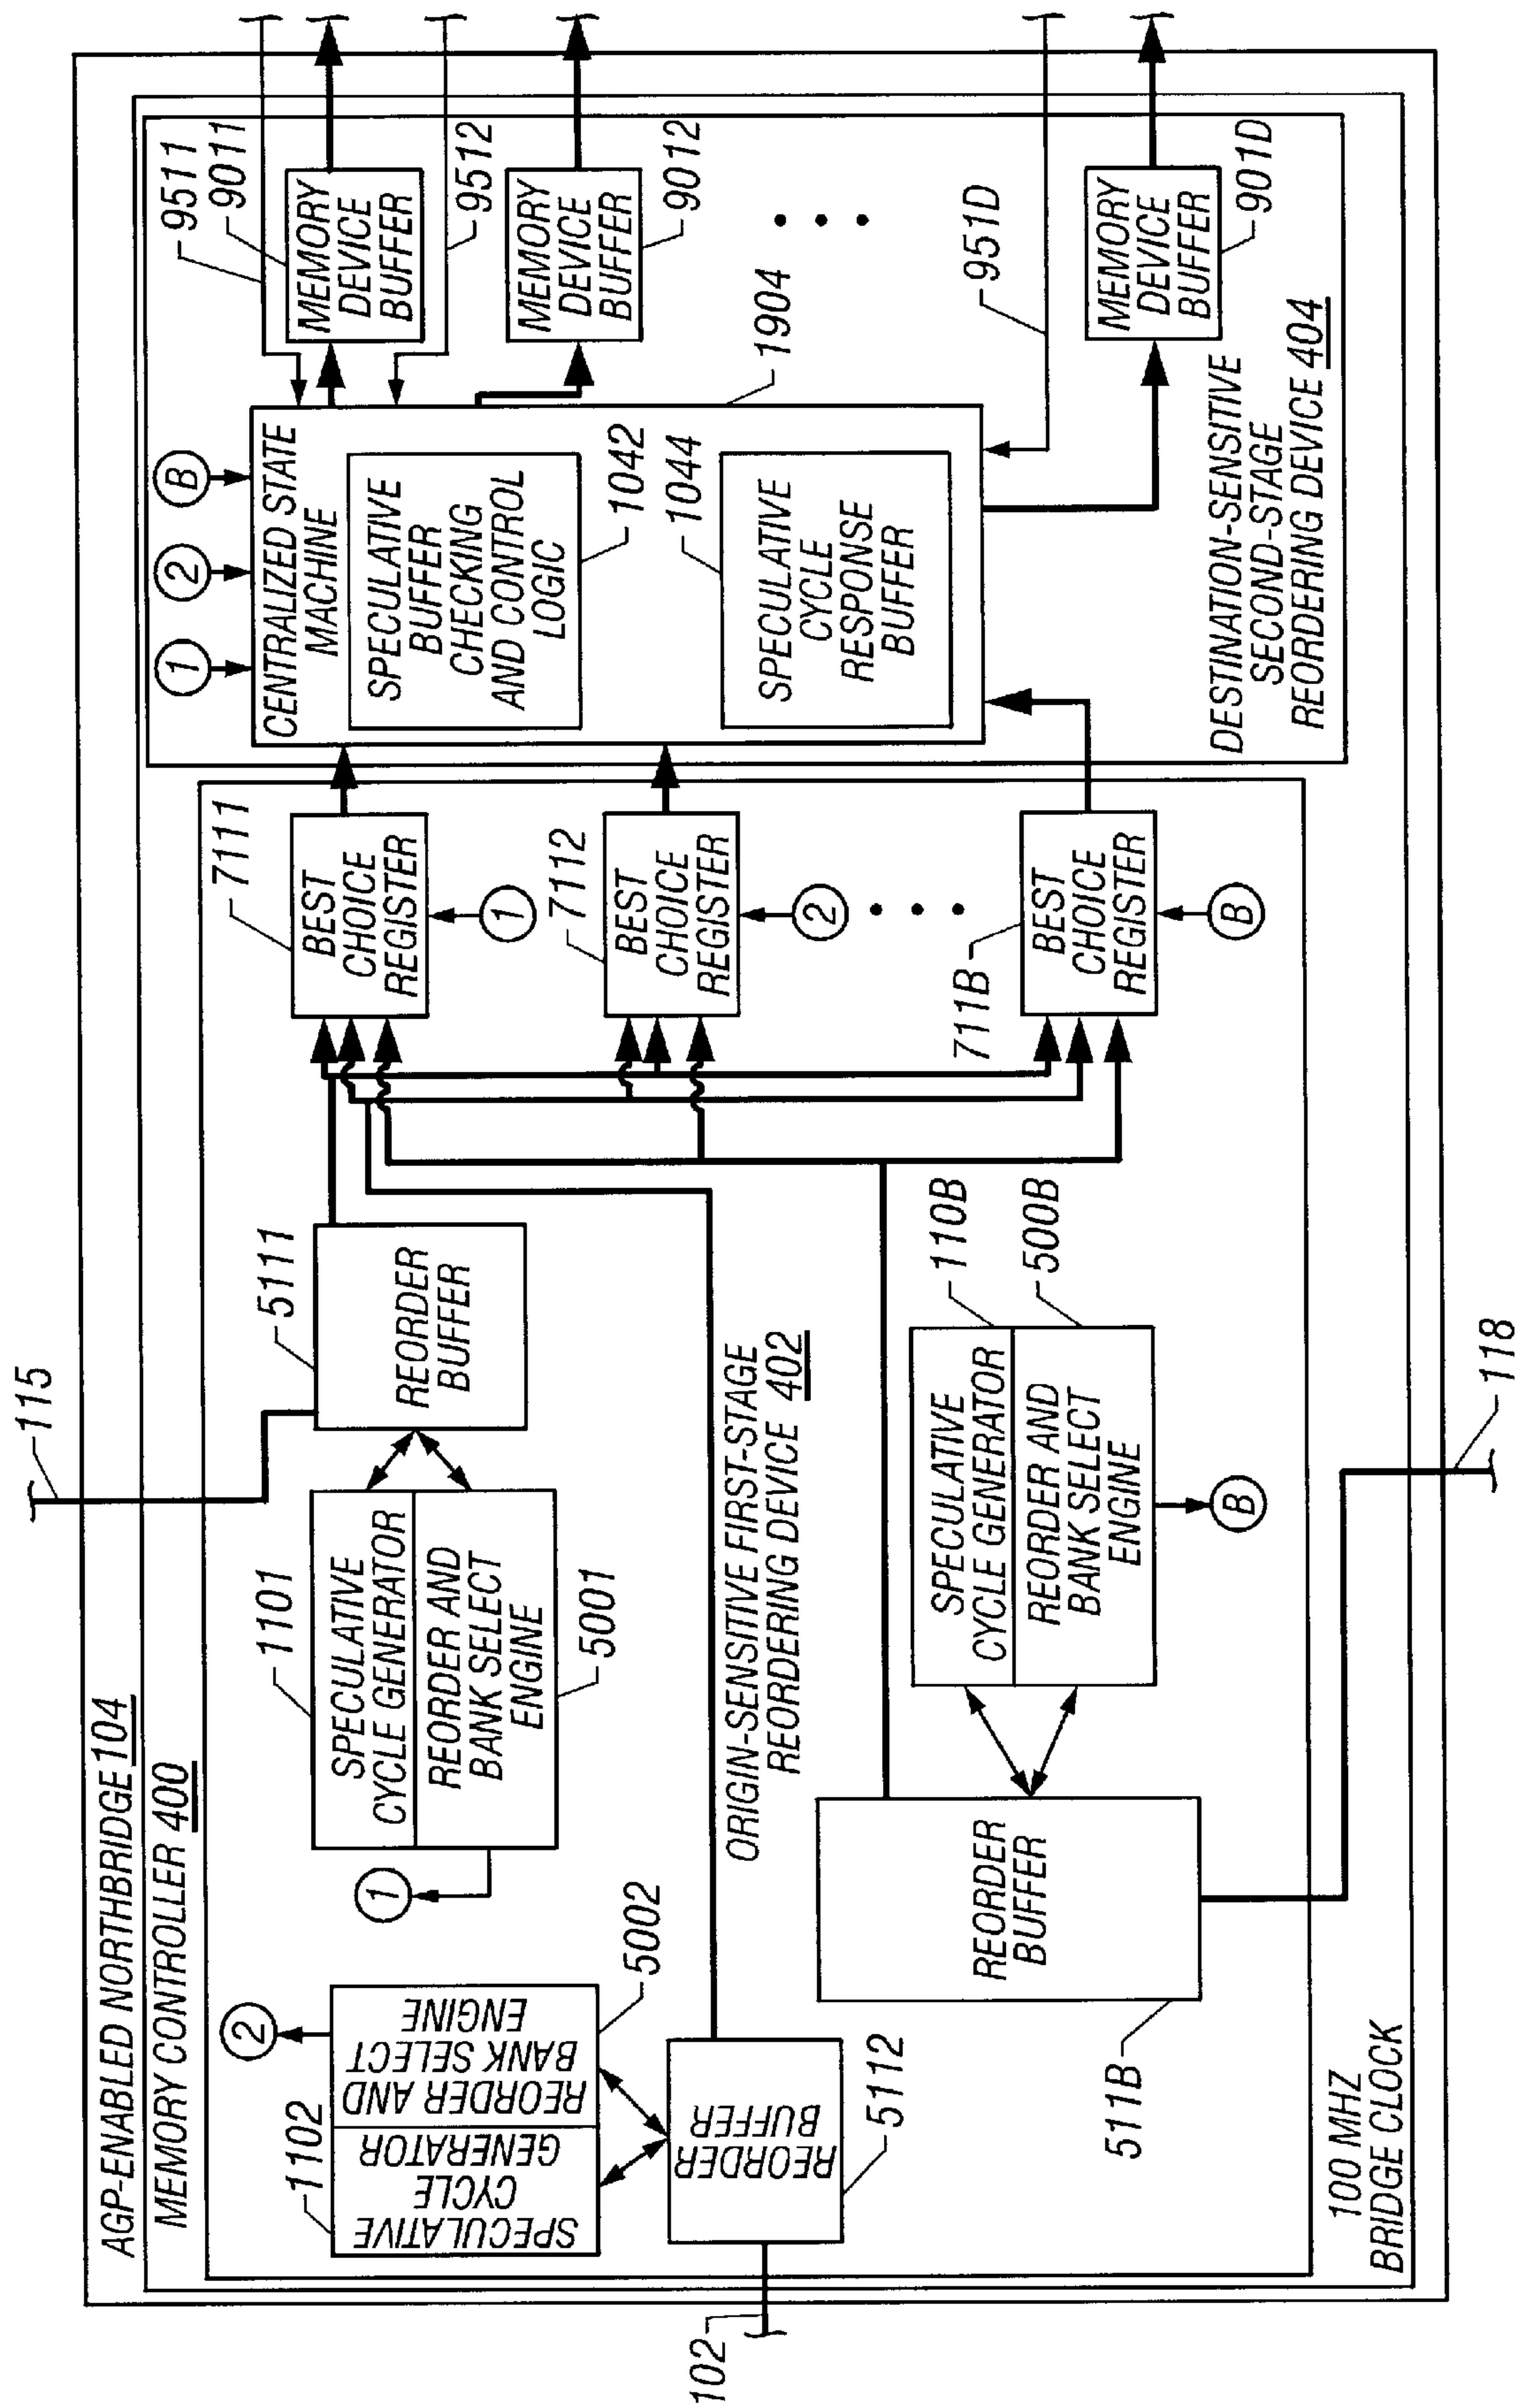 AGP-ENABLED NORTHBRIDGE 104
MEMORY CONTROLLER 400
115
2
1102
SPECULATIVE
CYCLE
GENERATOR
REORDER AND
BANK SELECT
ENGINE
5002
REORDER
BUFFER
5112
102
1
1101
SPECULATIVE
CYCLE GENERATOR
REORDER AND
BANK SELECT
ENGINE
5001
5111
REORDER
BUFFER
ORIGIN-SENSITIVE FIRST-STAGE
REORDERING DEVICE 402
REORDER
BUFFER
511B
SPECULATIVE
CYCLE GENERATOR
REORDER AND
BANK SELECT
ENGINE
110B
500B
B
118
100 MHZ
BRIDGE CLOCK
7111
BEST
CHOICE
REGISTER
1
7112
BEST
CHOICE
REGISTER
2
711B
BEST
CHOICE
REGISTER
B
1
2
B
CENTRALIZED STATE
MACHINE
SPECULATIVE
BUFFER
CHECKING
AND CONTROL
LOGIC
1042
1044
SPECULATIVE
CYCLE
RESPONSE
BUFFER
1904
DESTINATION-SENSITIVE
SECOND-STAGE
REORDERING DEVICE 404
9511
9011
MEMORY
DEVICE
BUFFER
9512
MEMORY
DEVICE
BUFFER
9012
951D
MEMORY
DEVICE
BUFFER
901D